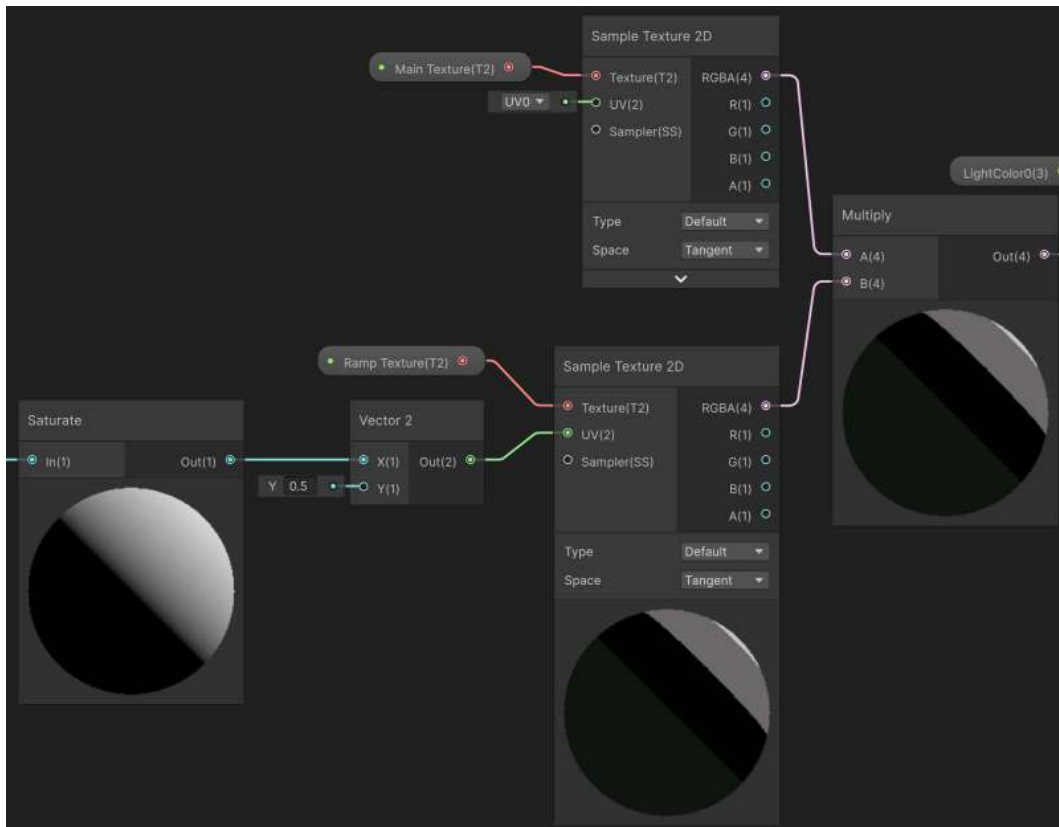 Sample Texture 2D
Main Texture(T2)
Texture(T2) RGBA(4)
UV0 UV(2) R(1)
Sampler(SS) G(1)
B(1)
A(1)
Type Default
Space Tangent
LightColor0(3)
Multiply
A(4) Out(4)
B(4)
Ramp Texture(T2)
Sample Texture 2D
Texture(T2) RGBA(4)
UV(2) R(1)
Sampler(SS) G(1)
B(1)
A(1)
Type Default
Space Tangent
Saturate
In(1) Out(1)
Vector 2
X(1) Out(2)
Y 0.5 Y(1)